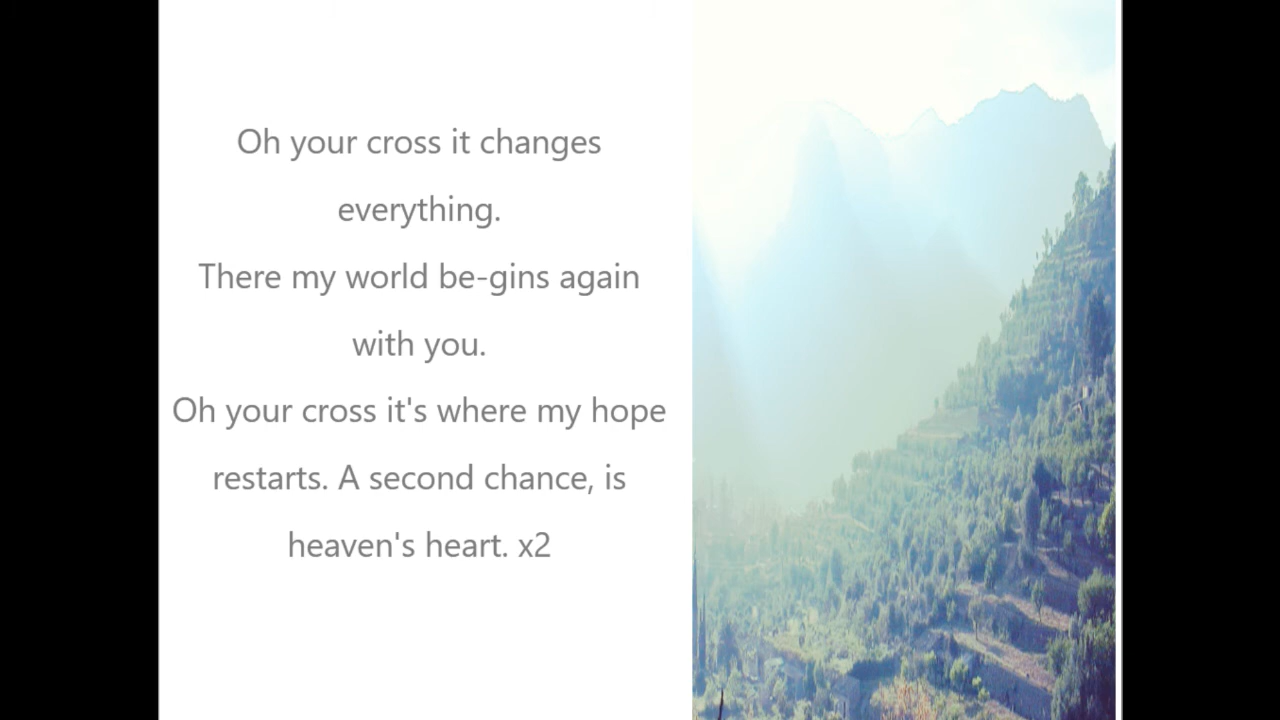 Oh your cross it changes
everything.
There my world be-gins again
with you.
Oh your cross it's where my hope
restarts. A second chance, is
heaven's heart. x2